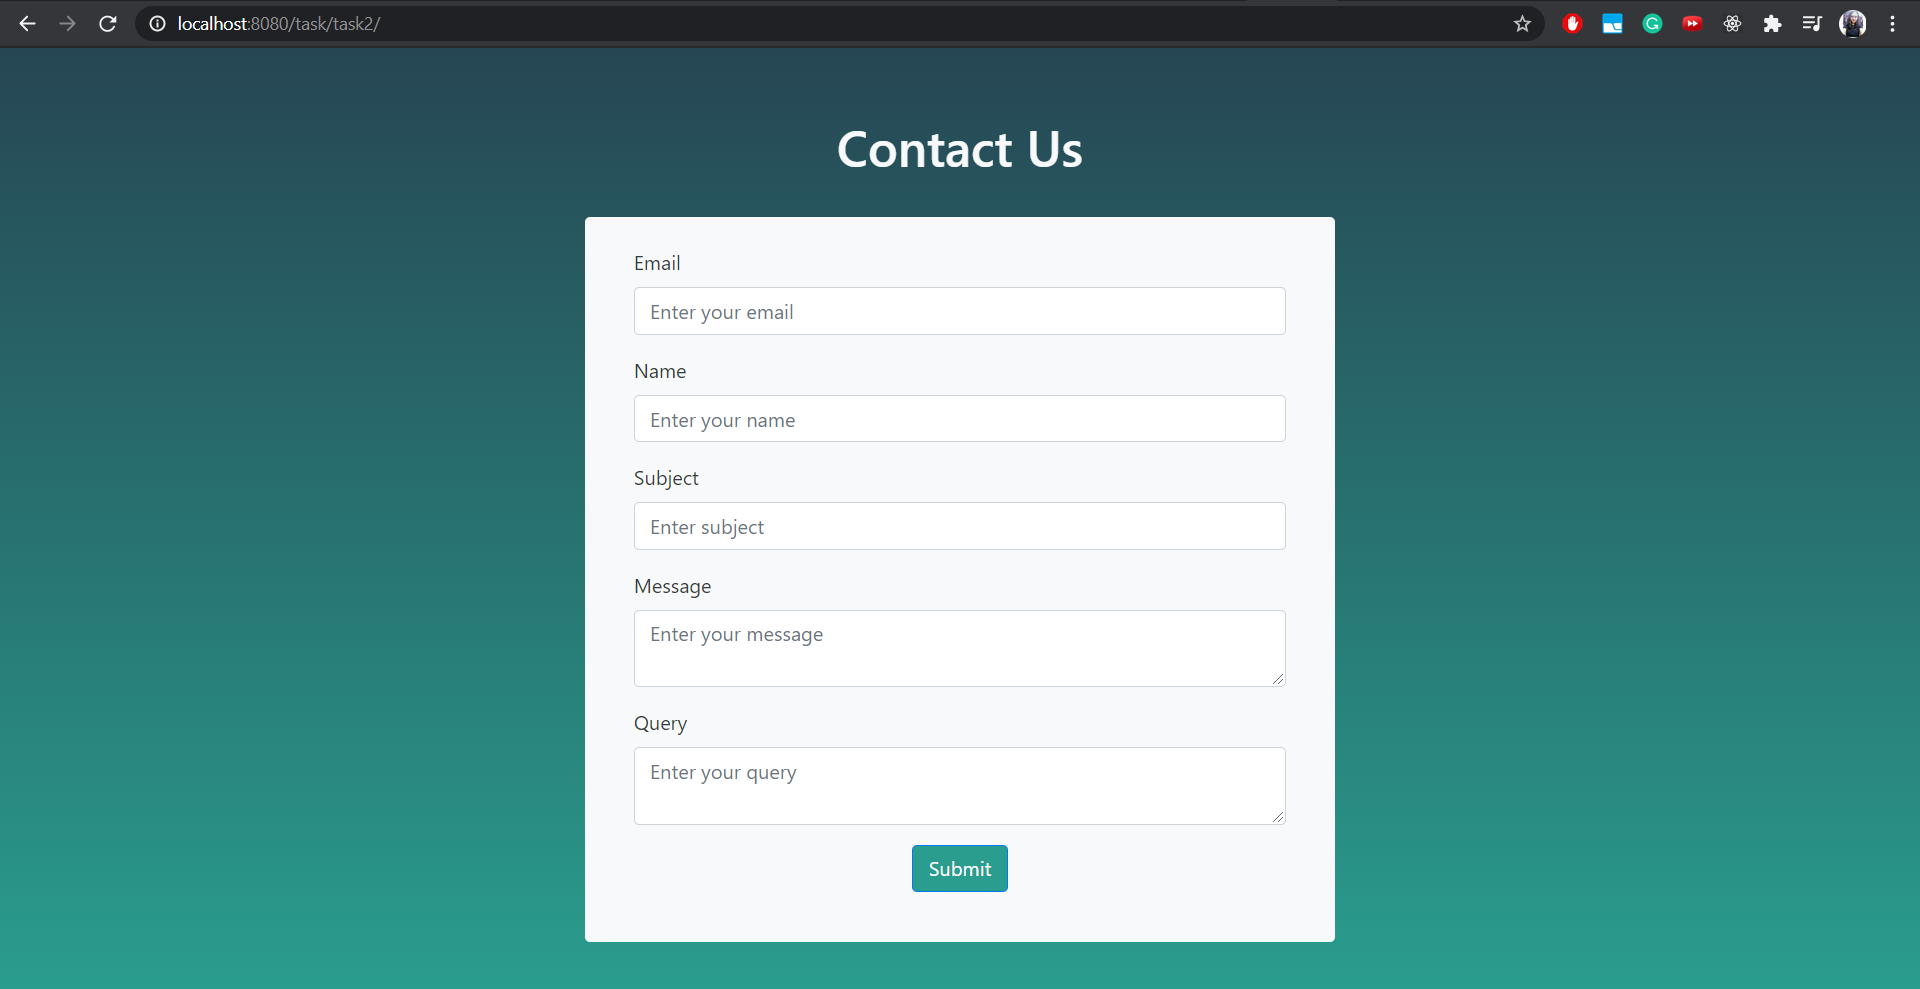 localhost:8080/task/task2/
Contact Us
Email
Enter your email
Name
Enter your name
Subject
Enter subject
Message
Enter your message
Query
Enter your query
Submit